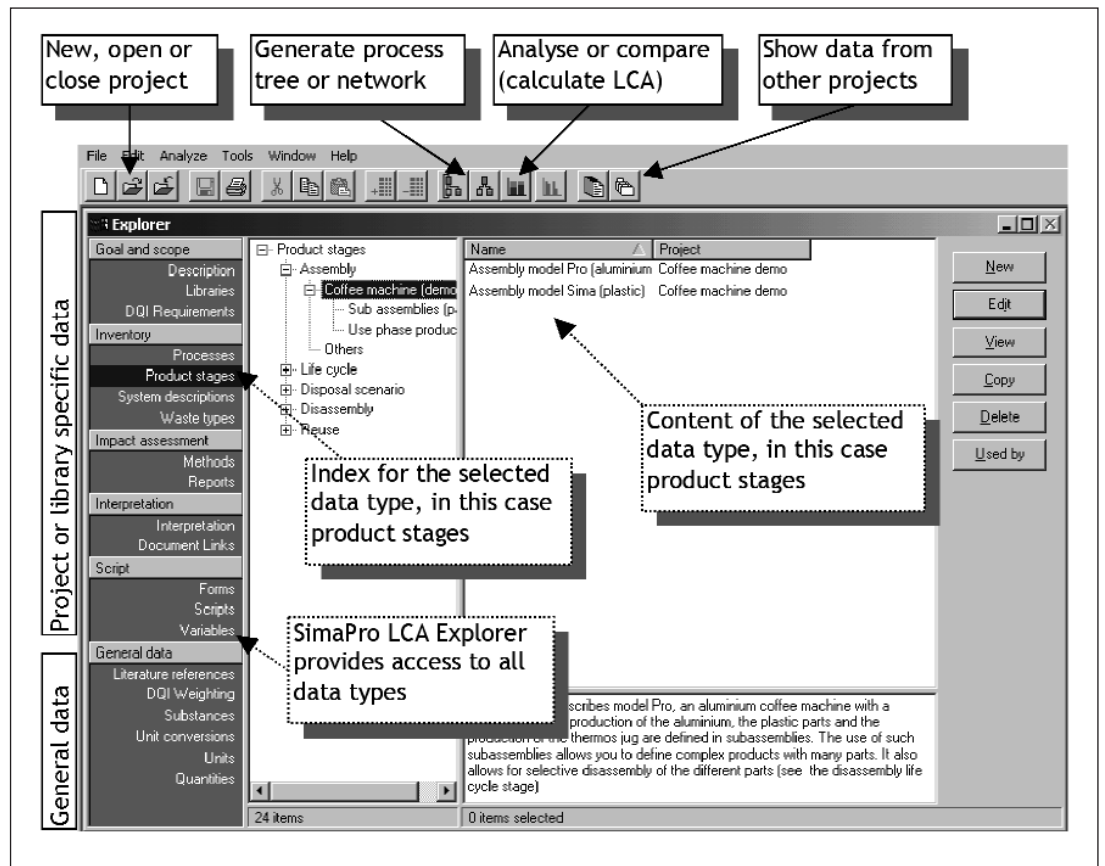 New, open or
close project
Generate process
tree or network
Analyse or compare
(calculate LCA)
Show data from
other projects
File Edit Analyze Tools Window Help
Explorer
Project or library specific data
General data
Goal and scope
Description
Libraries
DQI Requirements
Inventory
Processes
Product stages
System descriptions
Waste types
Impact assessment
Methods
Reports
Interpretation
Interpretation
Document Links
Script
Forms
Scripts
Variables
General data
Literature references
DQI Weighting
Substances
Unit conversions
Units
Quantities
Product stages
Assembly
Coffee machine (demo
Sub assemblies (p
Use phase produc
Others
Life cycle
Disposal scenario
Disassembly
Reuse
Name Project
Assembly model Pro (aluminium Coffee machine demo
Assembly model Sima (plastic) Coffee machine demo
New
Edit
View
Copy
Delete
Used by
Content of the selected
data type, in this case
product stages
Index for the selected
data type, in this case
product stages
SimaPro LCA Explorer
provides access to all
data types
scribes model Pro, an aluminium coffee machine with a
production of the aluminium, the plastic parts and the
production of the thermos jug are defined in subassemblies. The use of such
subassemblies allows you to define complex products with many parts. It also
allows for selective disassembly of the different parts (see the disassembly life
cycle stage)
24 items
0 items selected